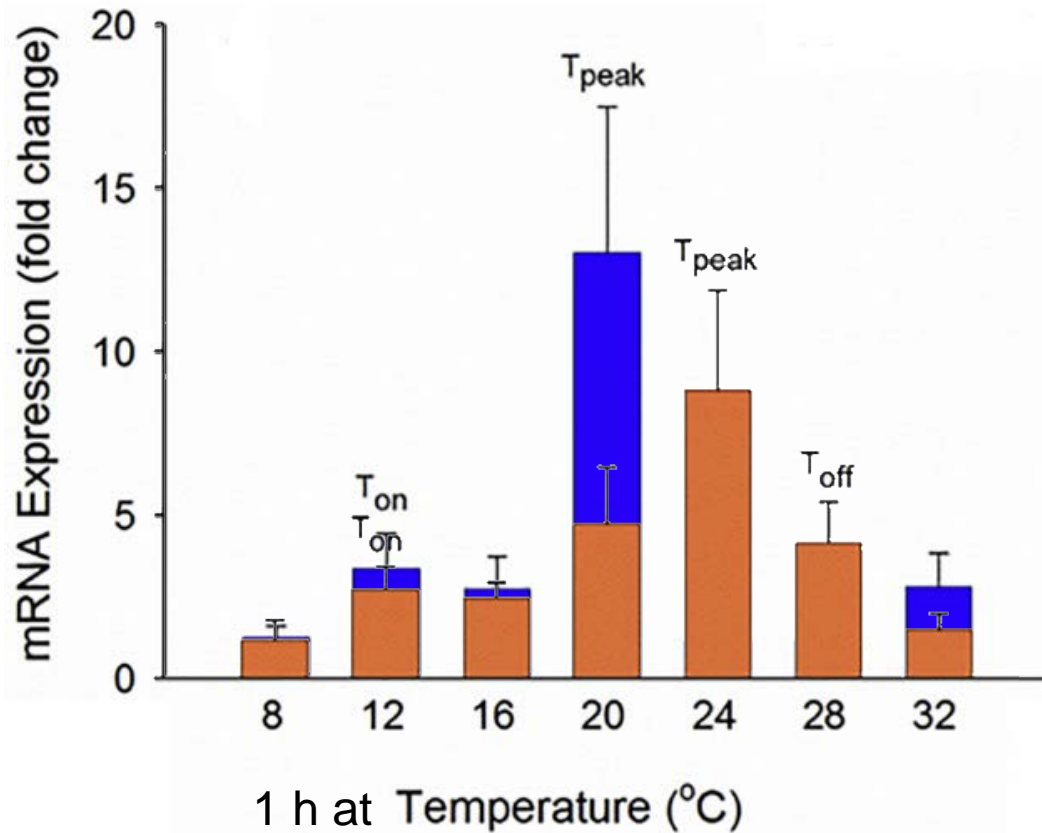 mRNA Expression (fold change)
20
15
10
5
0
Tpeak
Tpeak
Ton
Ton
Toff
8 12 16 20 24 28 32
1 h at Temperature (oC)